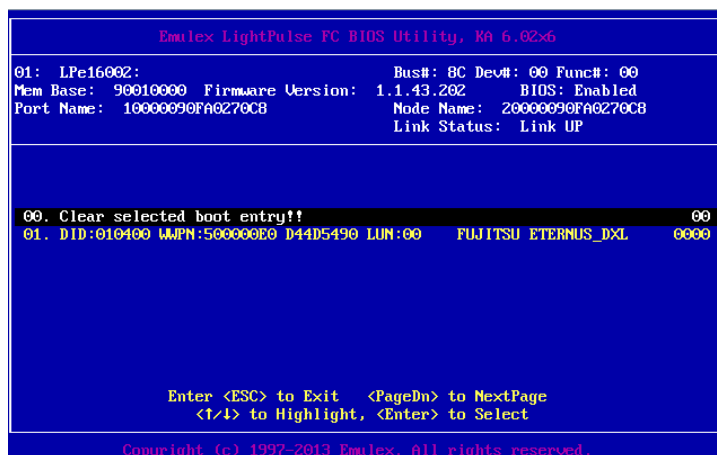 Emulex LightPulse FC BIOS Utility, KA 6.02x6
01: LPe16002: Bus#: 8C Dev#: 00 Func#: 00
Mem Base: 90010000 Firmware Version: 1.1.43.202 BIOS: Enabled
Port Name: 10000090FA0270C8 Node Name: 20000090FA0270C8
Link Status: Link UP
00. Clear selected boot entry!! 00
01. DID:010400 WWPN:500000E0 D44D5490 LUN:00 FUJITSU ETERNUS_DXL 0000
Enter <ESC> to Exit <PageDn> to NextPage
<↑/↓> to Highlight, <Enter> to Select
Copyright (c) 1997-2013 Emulex. All rights reserved.